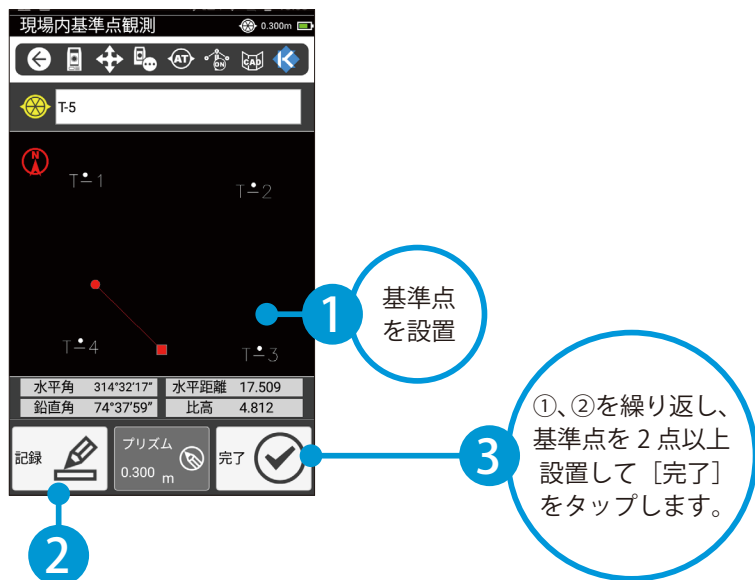 現場内基準点観測
0.300m
AT
ON
CAD
T-5
N
T-1
T-2
T-4
T-3
水平角 314°32'17" 水平距離 17.509
鉛直角 74°37'59" 比高 4.812
記録
プリズム
0.300 m
完了
1
基準点
を設置
2
3
①、②を繰り返し、
基準点を 2 点以上
設置して［完了］
をタップします。